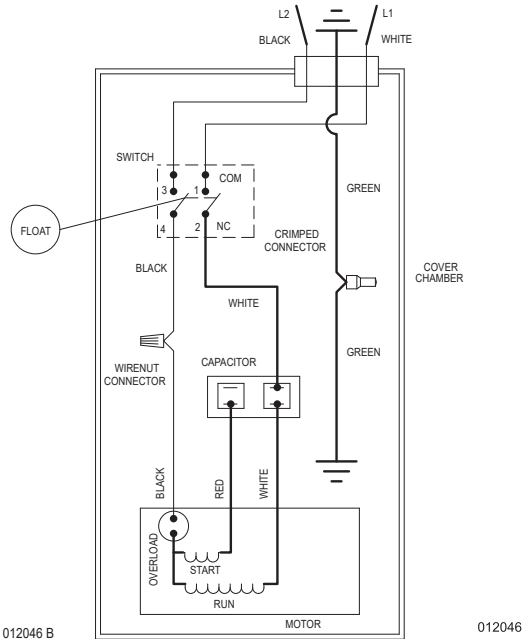 L2
L1
BLACK
WHITE
SWITCH
COM
3
1
GREEN
FLOAT
4
2
NC
CRIMPED
CONNECTOR
BLACK
COVER
CHAMBER
WHITE
WIRENUT
CONNECTOR
CAPACITOR
GREEN
BLACK
RED
WHITE
OVERLOAD
START
RUN
MOTOR
012046 B
012046